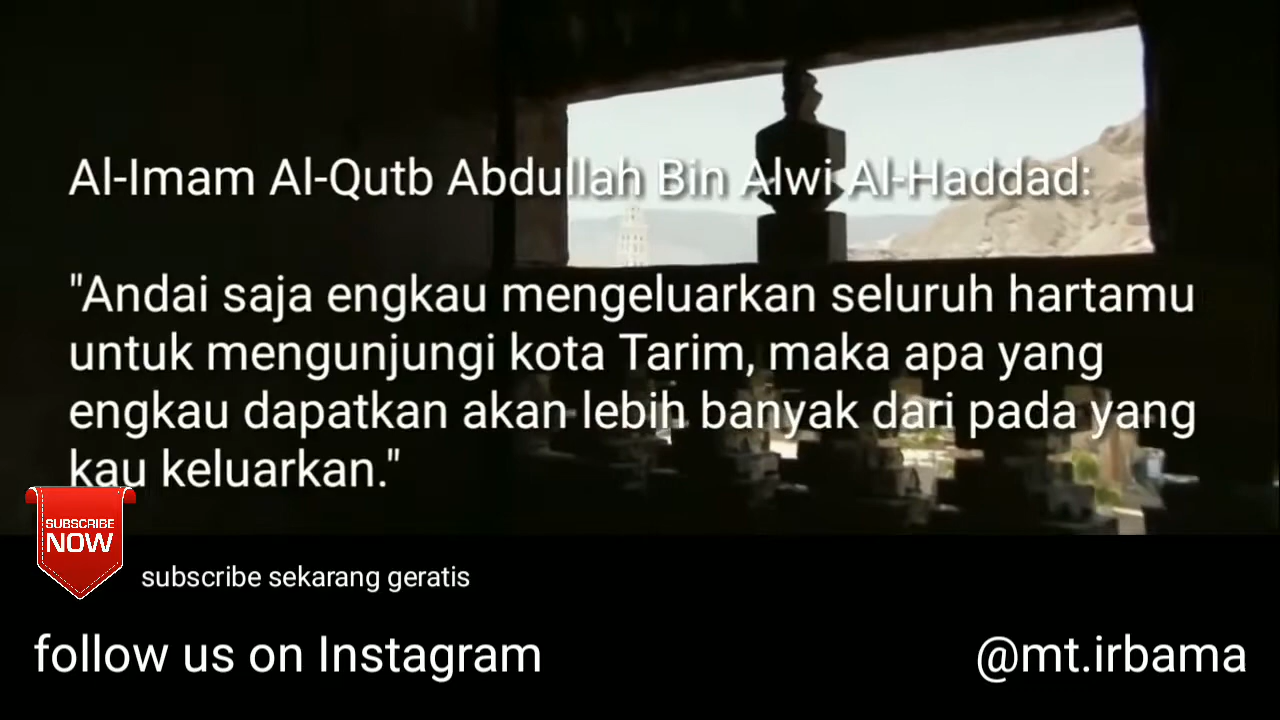 Al-Imam Al-Qutb Abdullah Bin Alwi Al-Haddad:
"Andai saja engkau mengeluarkan seluruh hartamu
untuk mengunjungi kota Tarim, maka apa yang
engkau dapatkan akan lebih banyak dari pada yang
kau keluarkan."
SUBSCRIBE
NOW
subscribe sekarang geratis
follow us on Instagram
@mt.irbama